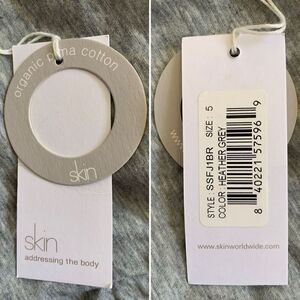 organic pima cotton
skin
skin
addressing the body
STYLE: SSFJ1BR SIZE: 5
COLOR: HEATHER GREY
8 40221 57596 9
www.skinworldwide.com